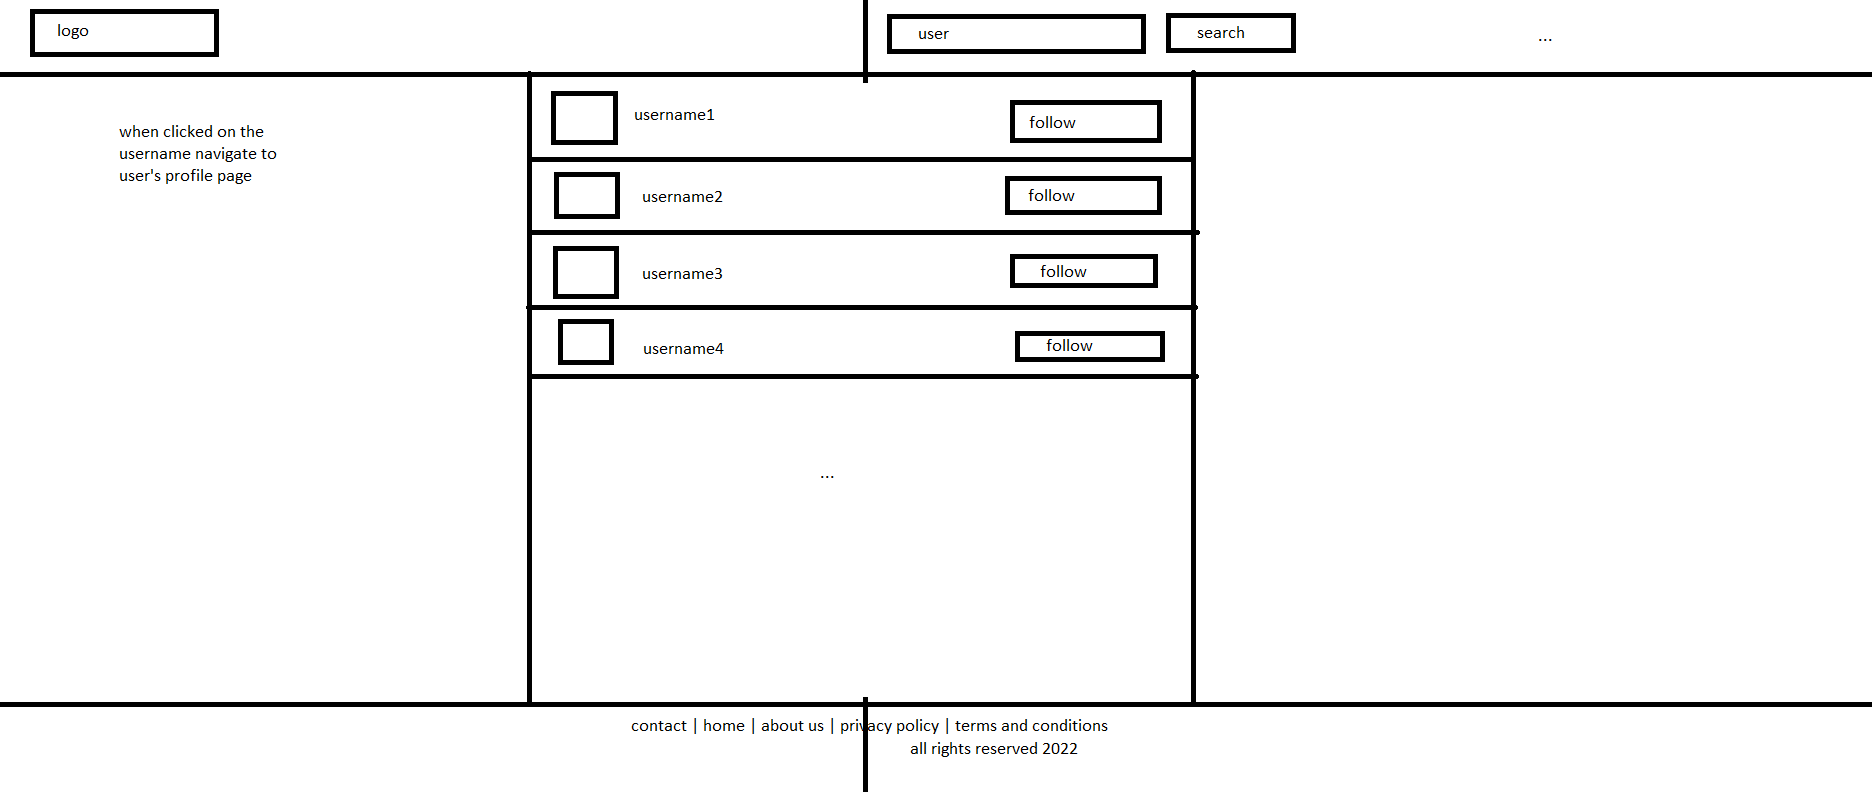 logo
user
search
...
when clicked on the
username navigate to
user's profile page
username1
follow
username2
follow
username3
follow
username4
follow
...
contact | home | about us | privacy policy | terms and conditions
all rights reserved 2022